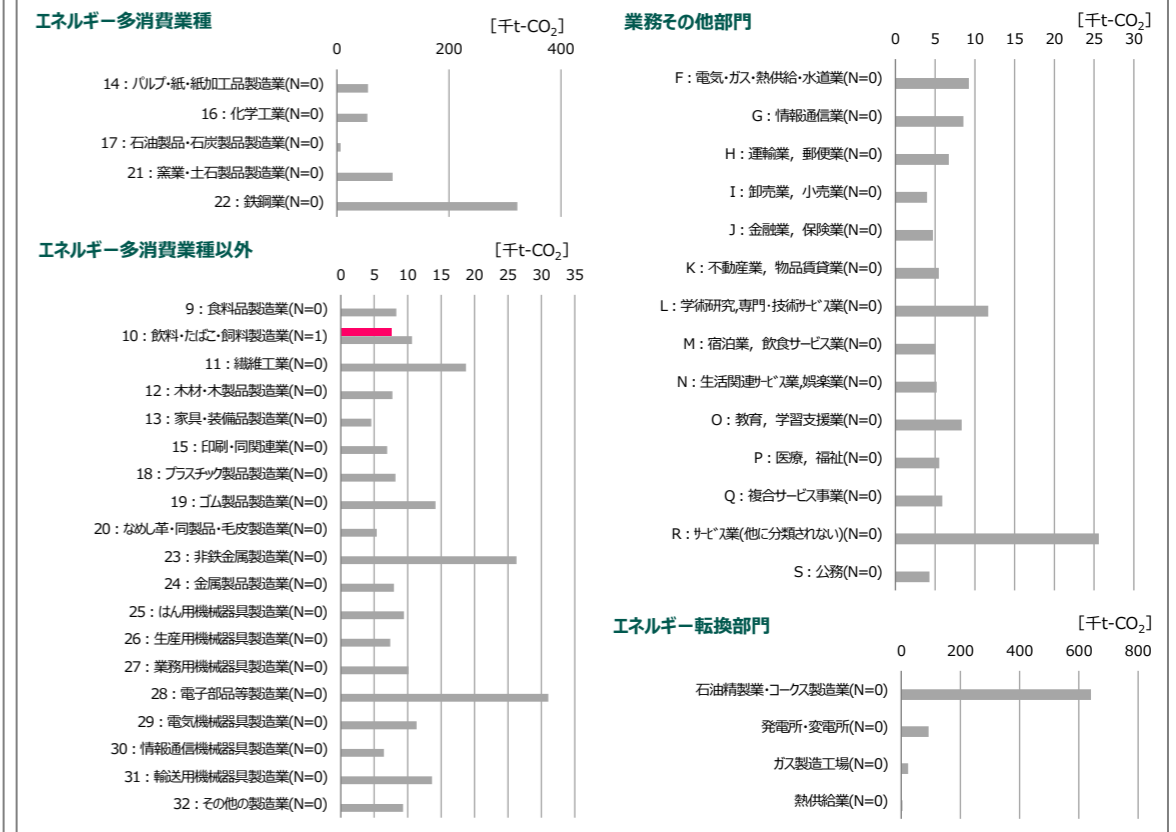 エネルギー多消費業種
[千t-CO₂]
0 200 400
14：パルプ・紙・紙加工品製造業(N=0)
16：化学工業(N=0)
17：石油製品・石炭製品製造業(N=0)
21：窯業・土石製品製造業(N=0)
22：鉄鋼業(N=0)
エネルギー多消費業種以外
[千t-CO₂]
0 5 10 15 20 25 30 35
9：食料品製造業(N=0)
10：飲料・たばこ・飼料製造業(N=1)
11：繊維工業(N=0)
12：木材・木製品製造業(N=0)
13：家具・装備品製造業(N=0)
15：印刷・同関連業(N=0)
18：プラスチック製品製造業(N=0)
19：ゴム製品製造業(N=0)
20：なめし革・同製品・毛皮製造業(N=0)
23：非鉄金属製造業(N=0)
24：金属製品製造業(N=0)
25：はん用機械器具製造業(N=0)
26：生産用機械器具製造業(N=0)
27：業務用機械器具製造業(N=0)
28：電子部品等製造業(N=0)
29：電気機械器具製造業(N=0)
30：情報通信機械器具製造業(N=0)
31：輸送用機械器具製造業(N=0)
32：その他の製造業(N=0)
業務その他部門
[千t-CO₂]
0 5 10 15 20 25 30
F：電気・ガス・熱供給・水道業(N=0)
G：情報通信業(N=0)
H：運輸業，郵便業(N=0)
I：卸売業，小売業(N=0)
J：金融業，保険業(N=0)
K：不動産業，物品賃貸業(N=0)
L：学術研究,専門・技術サービス業(N=0)
M：宿泊業，飲食サービス業(N=0)
N：生活関連サービス業,娯楽業(N=0)
O：教育，学習支援業(N=0)
P：医療，福祉(N=0)
Q：複合サービス事業(N=0)
R：サービス業(他に分類されない)(N=0)
S：公務(N=0)
エネルギー転換部門
[千t-CO₂]
0 200 400 600 800
石油精製業・コークス製造業(N=0)
発電所・変電所(N=0)
ガス製造工場(N=0)
熱供給業(N=0)